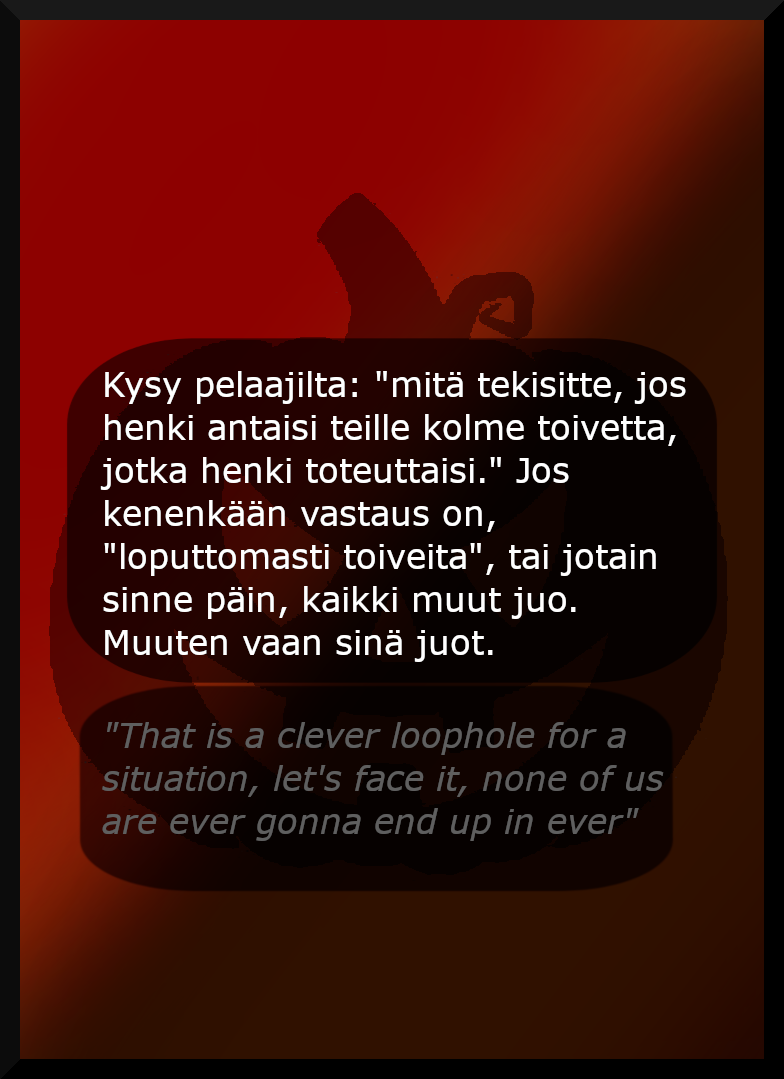 Kysy pelaajilta: "mitä tekisitte, jos
henki antaisi teille kolme toivetta,
jotka henki toteuttaisi." Jos
kenenkään vastaus on,
"loputtomasti toiveita", tai jotain
sinne päin, kaikki muut juo.
Muuten vaan sinä juot.
"That is a clever loophole for a
situation, let's face it, none of us
are ever gonna end up in ever"